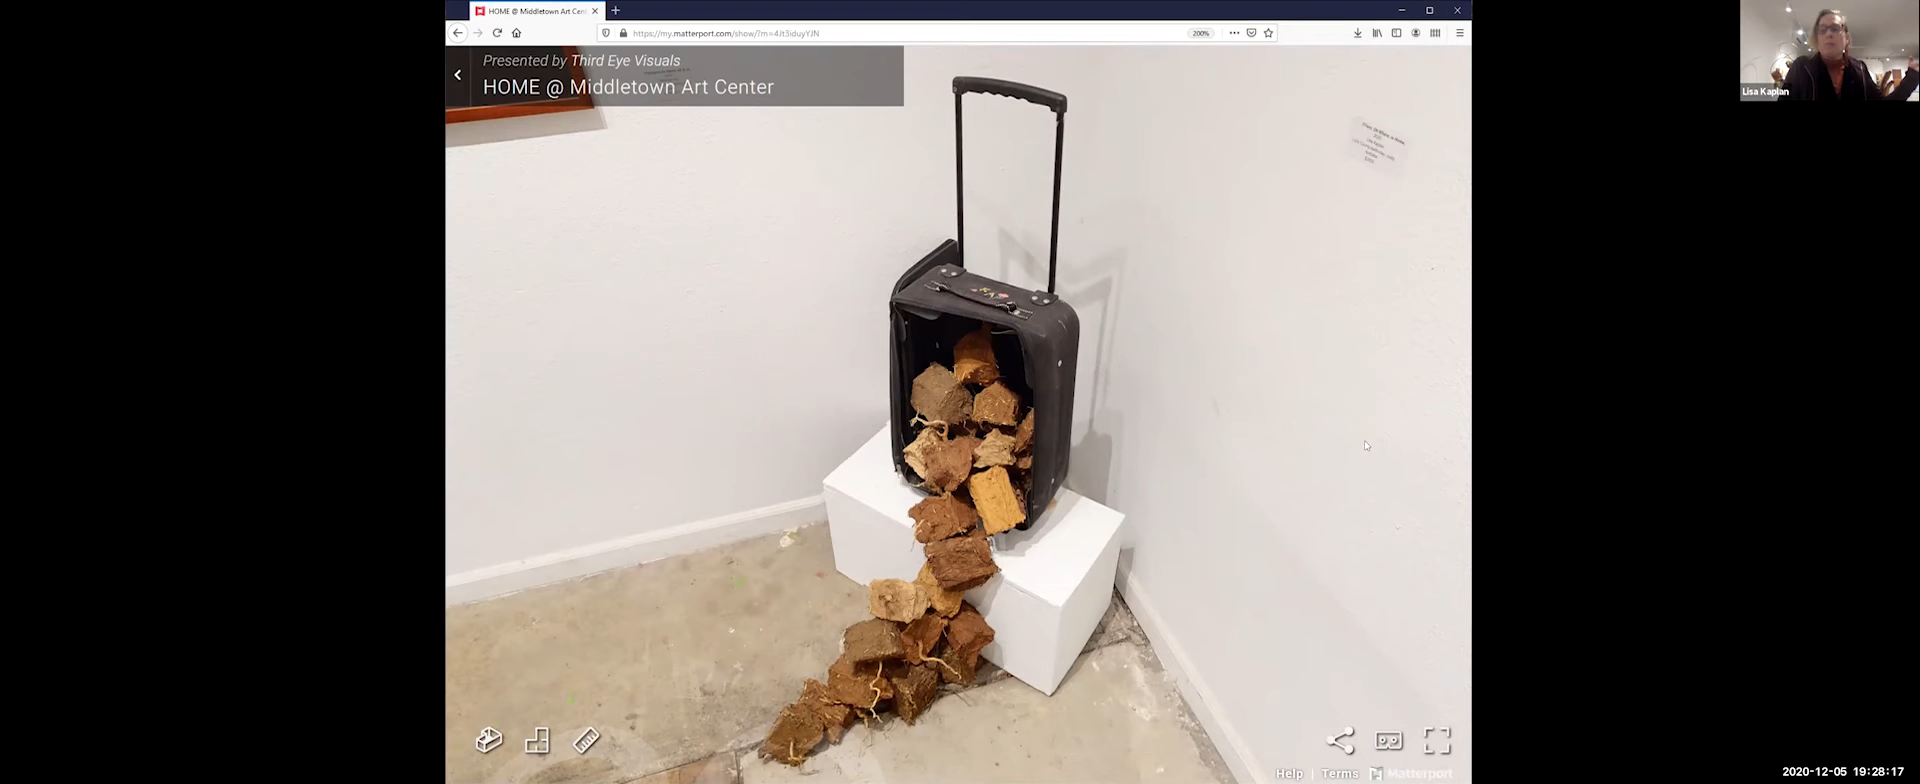 HOME @ Middletown Art Cen
https://my.matterport.com/show/?m=4Jt3iduyYJN
200%
Presented by Third Eye Visuals
HOME @ Middletown Art Center
Lisa Kaplan
Help | Terms Matterport
2020-12-05 19:28:17